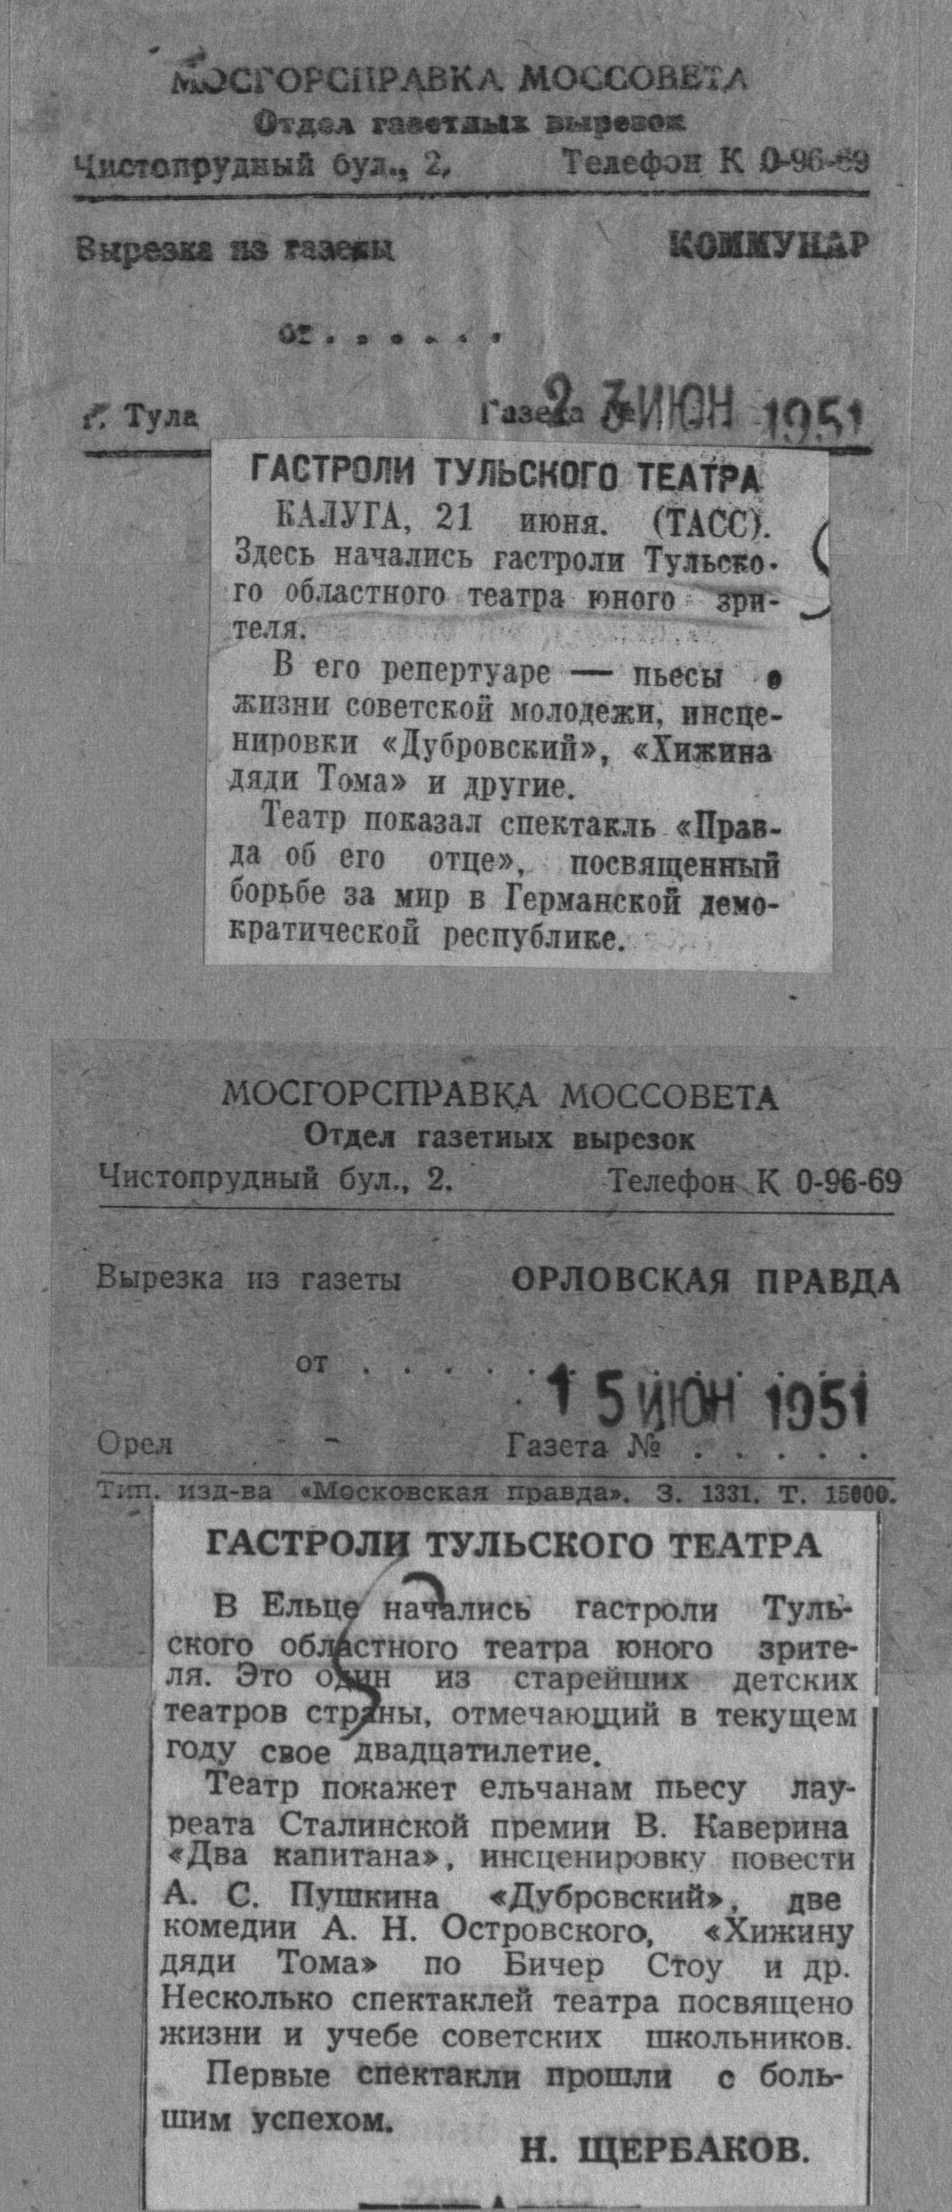 МОСГОРСПРАВКА МОССОВЕТА
Отдел газетных вырезок
Чистопрудный бул., 2. Телефон К 0-96-69
Вырезка из газеты КОММУНАР
от . . . . . .
г. Тула Газета № 23 ИЮН 1951
ГАСТРОЛИ ТУЛЬСКОГО ТЕАТРА
КАЛУГА, 21 июня. (ТАСС).
Здесь начались гастроли Тульско-
го областного театра юного зри-
теля.
В его репертуаре — пьесы о
жизни советской молодежи, инсце-
нировки «Дубровский», «Хижина
дяди Тома» и другие.
Театр показал спектакль «Прав-
да об его отце», посвященный
борьбе за мир в Германской демо-
кратической республике.
МОСГОРСПРАВКА МОССОВЕТА
Отдел газетных вырезок
Чистопрудный бул., 2. Телефон К 0-96-69
Вырезка из газеты ОРЛОВСКАЯ ПРАВДА
от . . . . . .
15 ИЮН 1951
Орел - - Газета № . . . . .
Тип. изд-ва «Московская правда». З. 1331. Т. 15000.
ГАСТРОЛИ ТУЛЬСКОГО ТЕАТРА
В Ельце начались гастроли Туль-
ского областного театра юного зрите-
ля. Это один из старейших детских
театров страны, отмечающий в текущем
году свое двадцатилетие.
Театр покажет ельчанам пьесу лау-
реата Сталинской премии В. Каверина
«Два капитана», инсценировку повести
А. С. Пушкина «Дубровский», две
комедии А. Н. Островского, «Хижину
дяди Тома» по Бичер Стоу и др.
Несколько спектаклей театра посвящено
жизни и учебе советских школьников.
Первые спектакли прошли с боль-
шим успехом.
Н. ЩЕРБАКОВ.